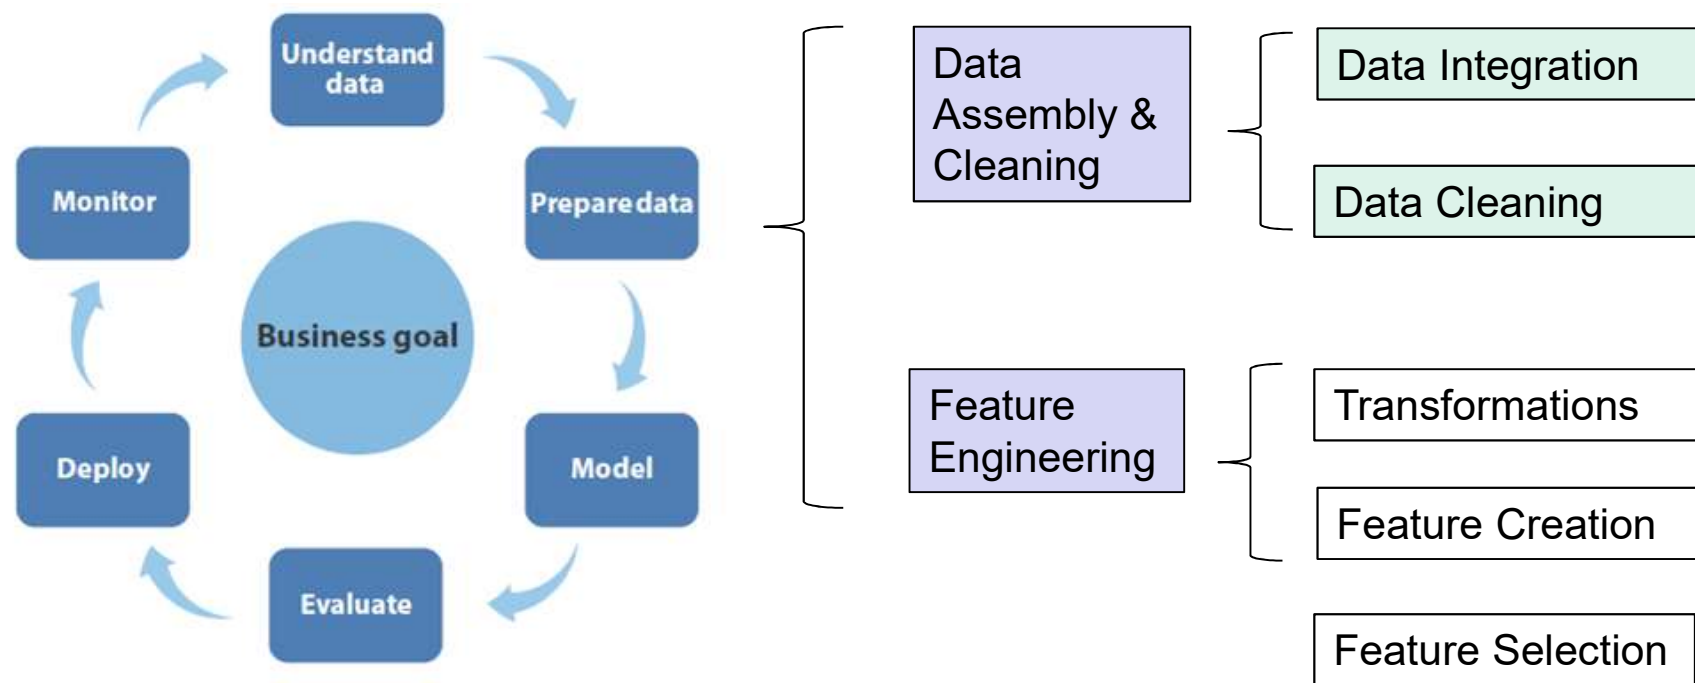 Understand
data
Prepare data
Model
Evaluate
Deploy
Monitor
Business goal
Data
Assembly &
Cleaning
Data Integration
Data Cleaning
Feature
Engineering
Transformations
Feature Creation
Feature Selection